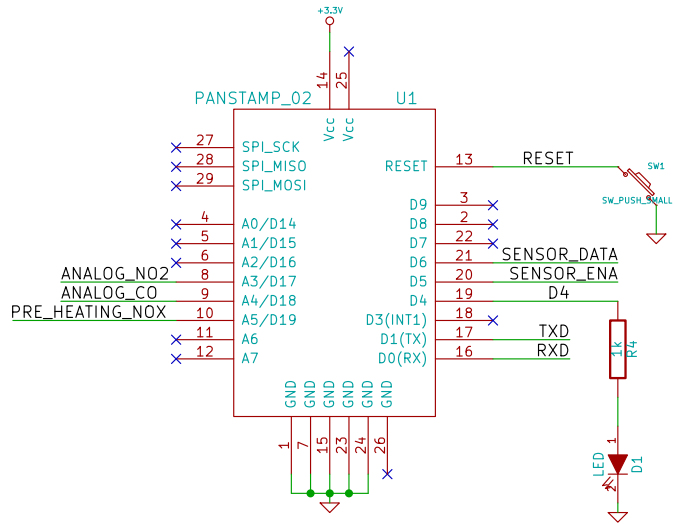 +3.3V
14
25
PANSTAMP_02
U1
Vcc
Vcc
27
SPI_SCK
28
SPI_MISO
29
SPI_MOSI
4
A0/D14
5
A1/D15
6
A2/D16
ANALOG_NO2
8
A3/D17
ANALOG_CO
9
A4/D18
PRE_HEATING_NOX
10
A5/D19
11
A6
12
A7
RESET
13
RESET
SW1
SW_PUSH_SMALL
D9
3
D8
2
D7
22
D6
21
SENSOR_DATA
D5
20
SENSOR_ENA
D4
19
D4
D3(INT1)
18
D1(TX)
17
TXD
D0(RX)
16
RXD
1k
R4
GND
GND
GND
GND
GND
GND
1
7
15
23
24
26
1
LED
D1
2